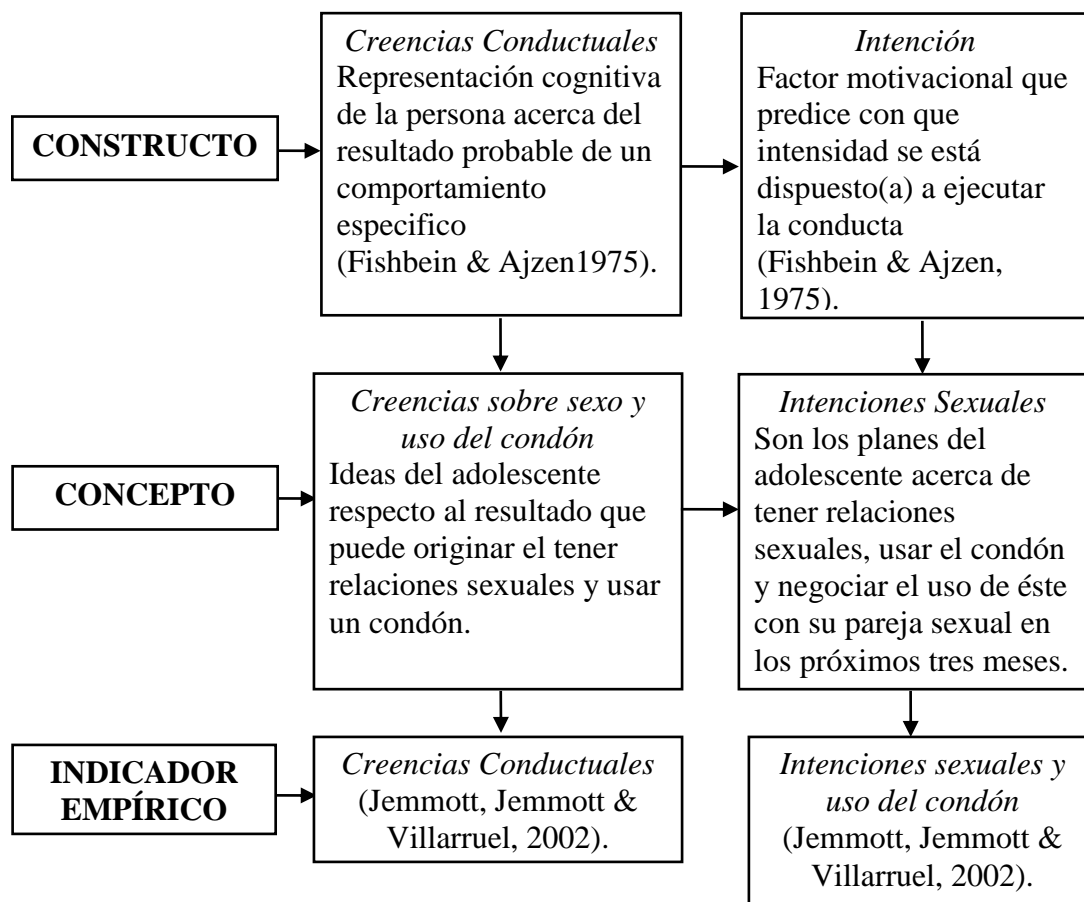 CONSTRUCTO
Creencias Conductuales
Representación cognitiva
de la persona acerca del
resultado probable de un
comportamiento
especifico
(Fishbein & Ajzen1975).
Intención
Factor motivacional que
predice con que
intensidad se está
dispuesto(a) a ejecutar
la conducta
(Fishbein & Ajzen,
1975).
CONCEPTO
Creencias sobre sexo y
uso del condón
Ideas del adolescente
respecto al resultado que
puede originar el tener
relaciones sexuales y usar
un condón.
Intenciones Sexuales
Son los planes del
adolescente acerca de
tener relaciones
sexuales, usar el condón
y negociar el uso de éste
con su pareja sexual en
los próximos tres meses.
INDICADOR
EMPÍRICO
Creencias Conductuales
(Jemmott, Jemmott &
Villarruel, 2002).
Intenciones sexuales y
uso del condón
(Jemmott, Jemmott &
Villarruel, 2002).